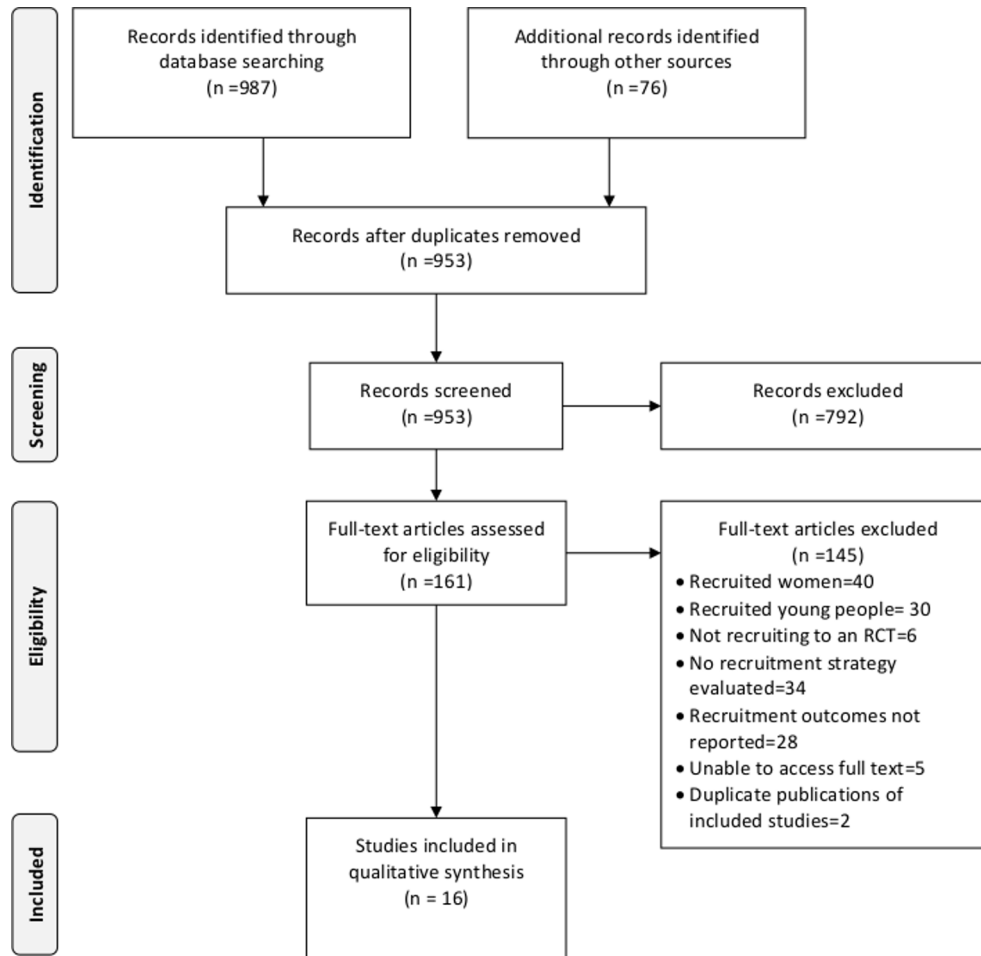 Identification
Records identified through
database searching
(n =987)
Additional records identified
through other sources
(n =76)
Records after duplicates removed
(n =953)
Screening
Records screened
(n =953)
Records excluded
(n =792)
Eligibility
Full-text articles assessed
for eligibility
(n =161)
Full-text articles excluded
(n =145)
• Recruited women=40
• Recruited young people= 30
• Not recruiting to an RCT=6
• No recruitment strategy
evaluated=34
• Recruitment outcomes not
reported=28
• Unable to access full text=5
• Duplicate publications of
included studies=2
Included
Studies included in
qualitative synthesis
(n = 16)